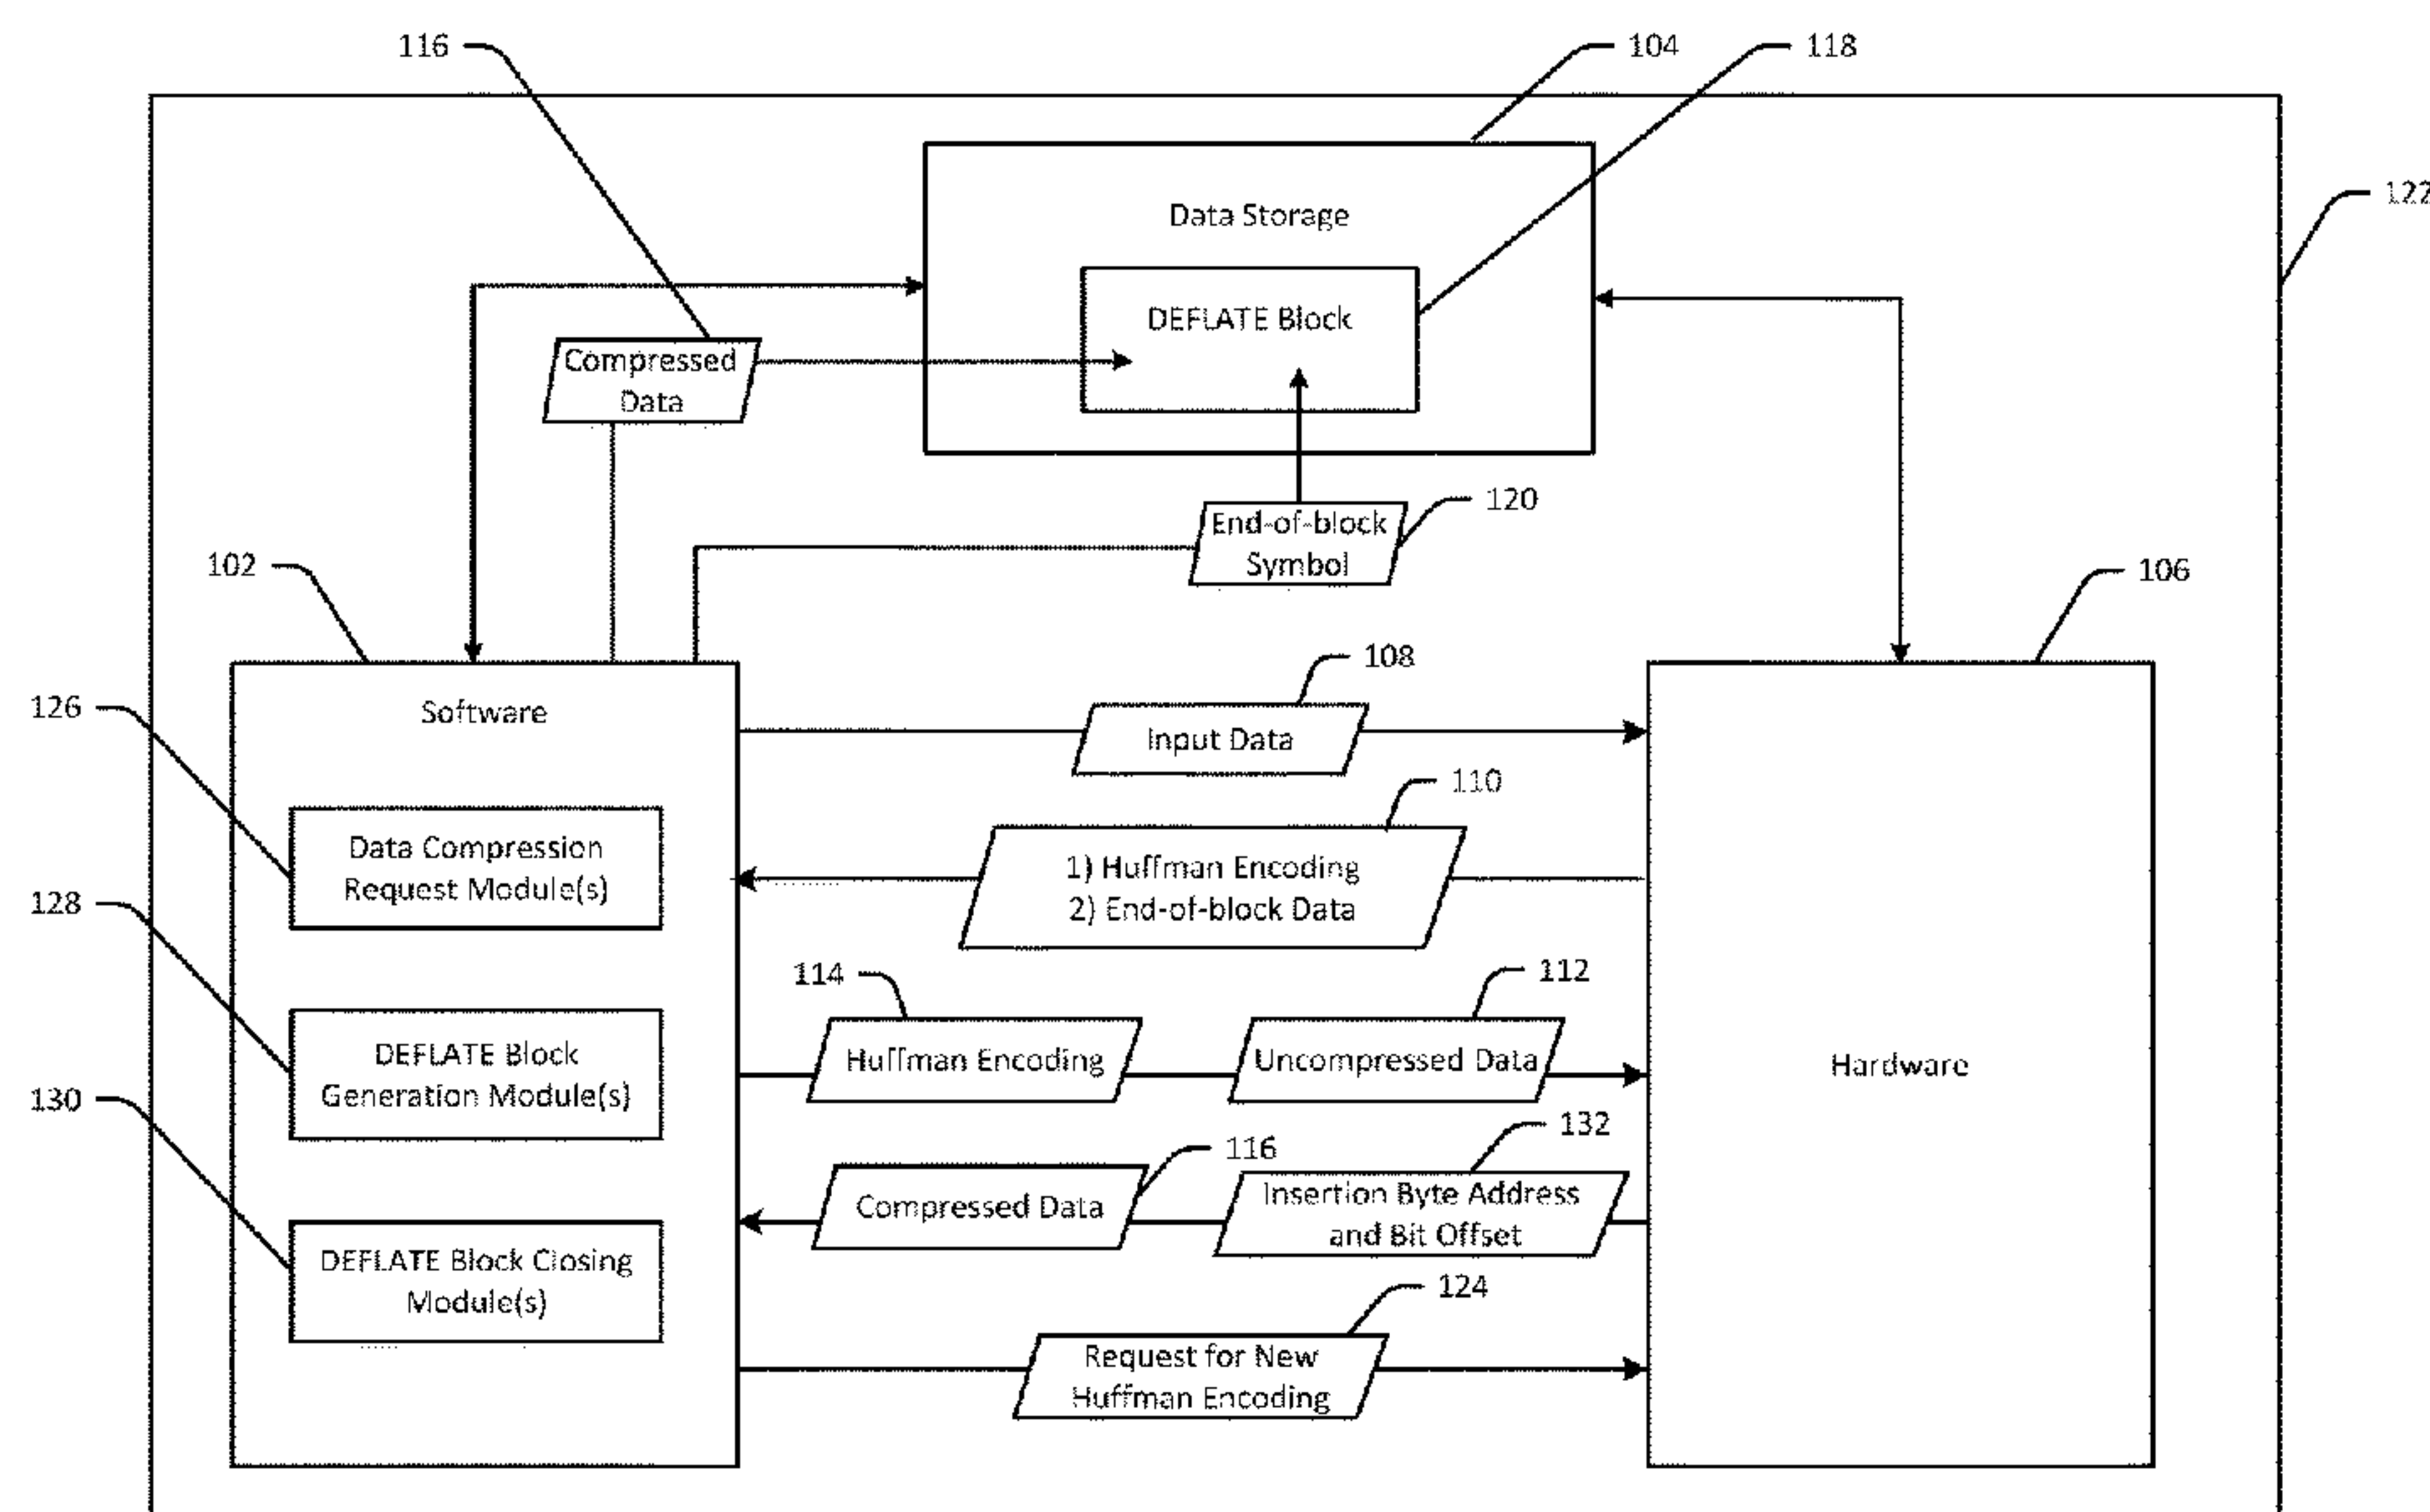 116
104
118
122
Data Storage
DEFLATE Block
Compressed
Data
120
End-of-block
Symbol
102
106
108
126
Software
Input Data
110
Data Compression
Request Module(s)
1) Huffman Encoding
2) End-of-block Data
128
114
112
DEFLATE Block
Generation Module(s)
Huffman Encoding
Uncompressed Data
Hardware
130
132
116
Compressed Data
Insertion Byte Address
and Bit Offset
DEFLATE Block Closing
Module(s)
124
Request for New
Huffman Encoding